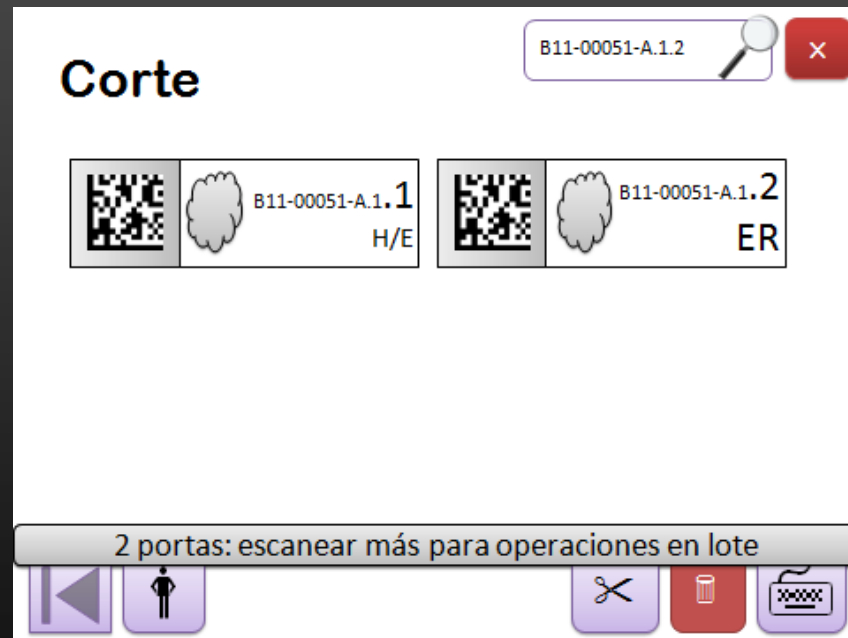 B11-00051-A.1.2
×
Corte
B11-00051-A.1.1
H/E
B11-00051-A.1.2
ER
2 portas: escanear más para operaciones en lote